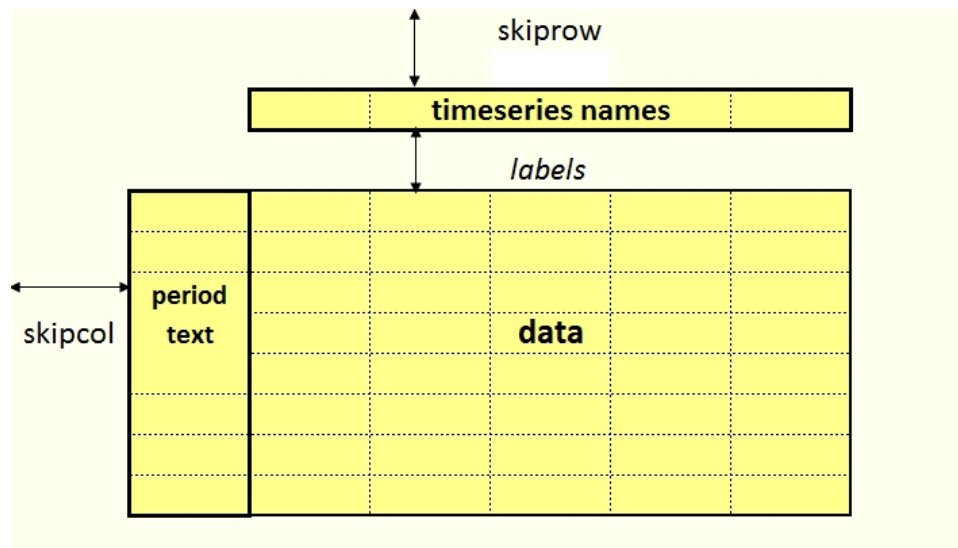 skiprow
timeseries names
labels
period
text
skipcol
data